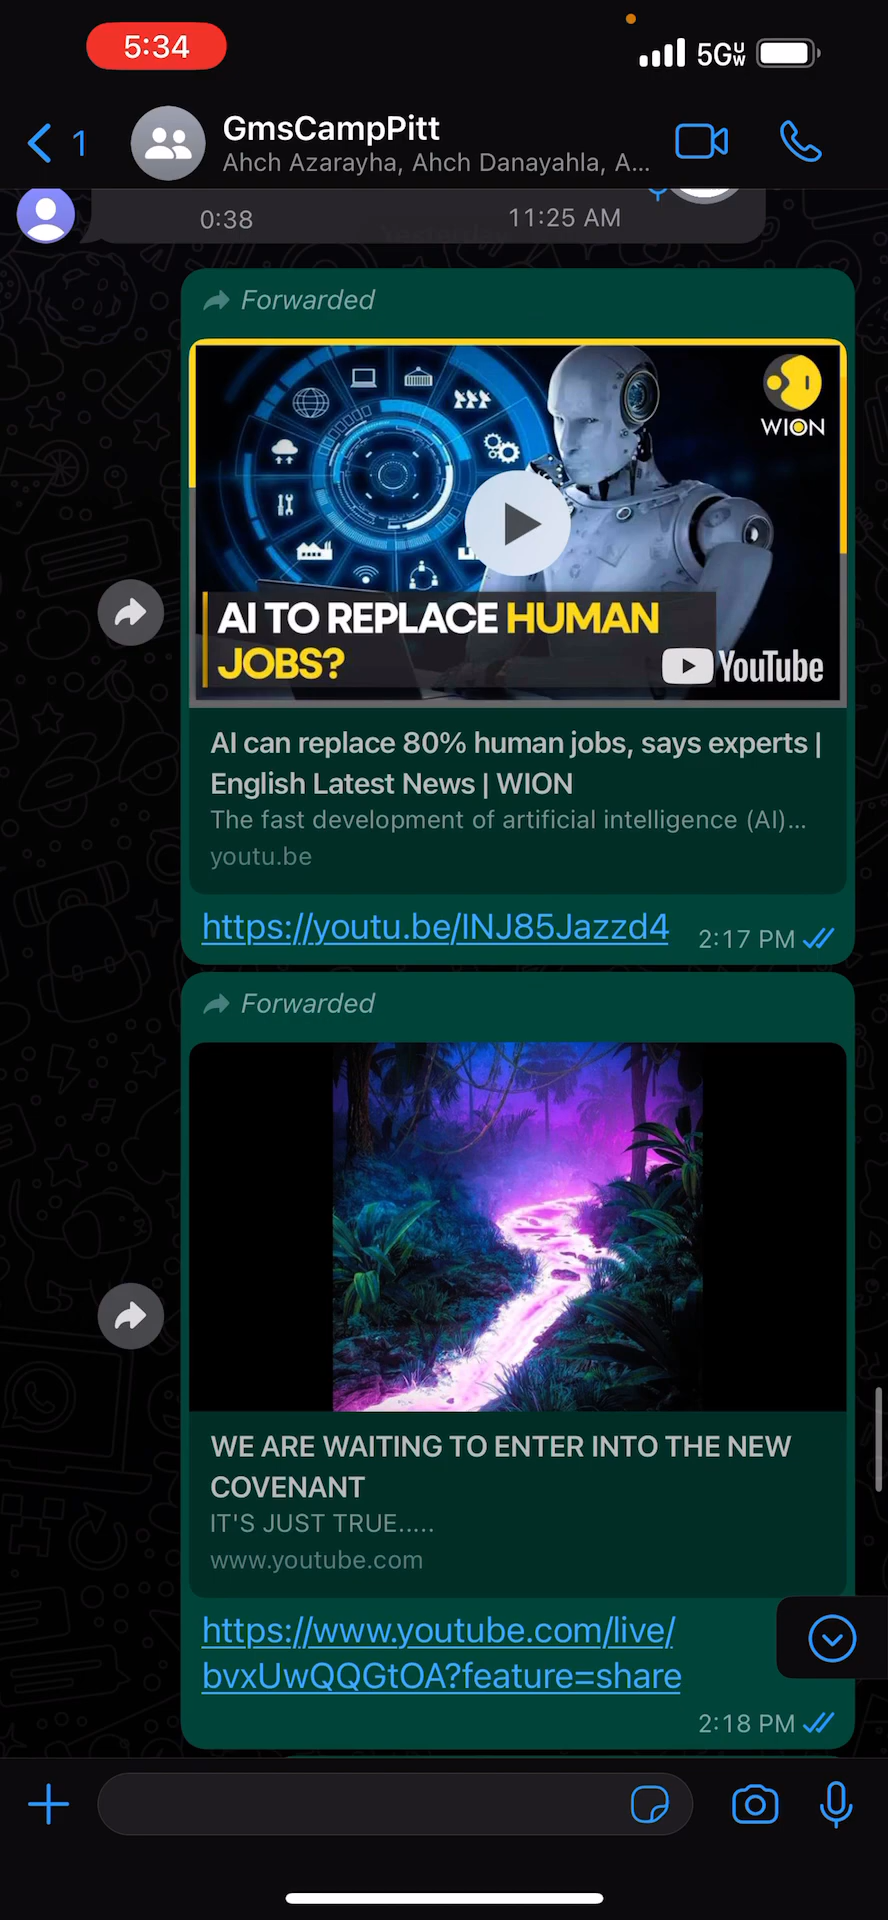 5:34
5GUW
1
GmsCampPitt
Ahch Azarayha, Ahch Danayahla, A...
0:38
11:25 AM
Yesterday
Forwarded
WION
AI TO REPLACE HUMAN
JOBS?
YouTube
AI can replace 80% human jobs, says experts |
English Latest News | WION
The fast development of artificial intelligence (AI)...
youtu.be
https://youtu.be/INJ85Jazzd4
2:17 PM
Forwarded
WE ARE WAITING TO ENTER INTO THE NEW
COVENANT
IT'S JUST TRUE.....
www.youtube.com
https://www.youtube.com/live/
bvxUwQQGtOA?feature=share
2:18 PM